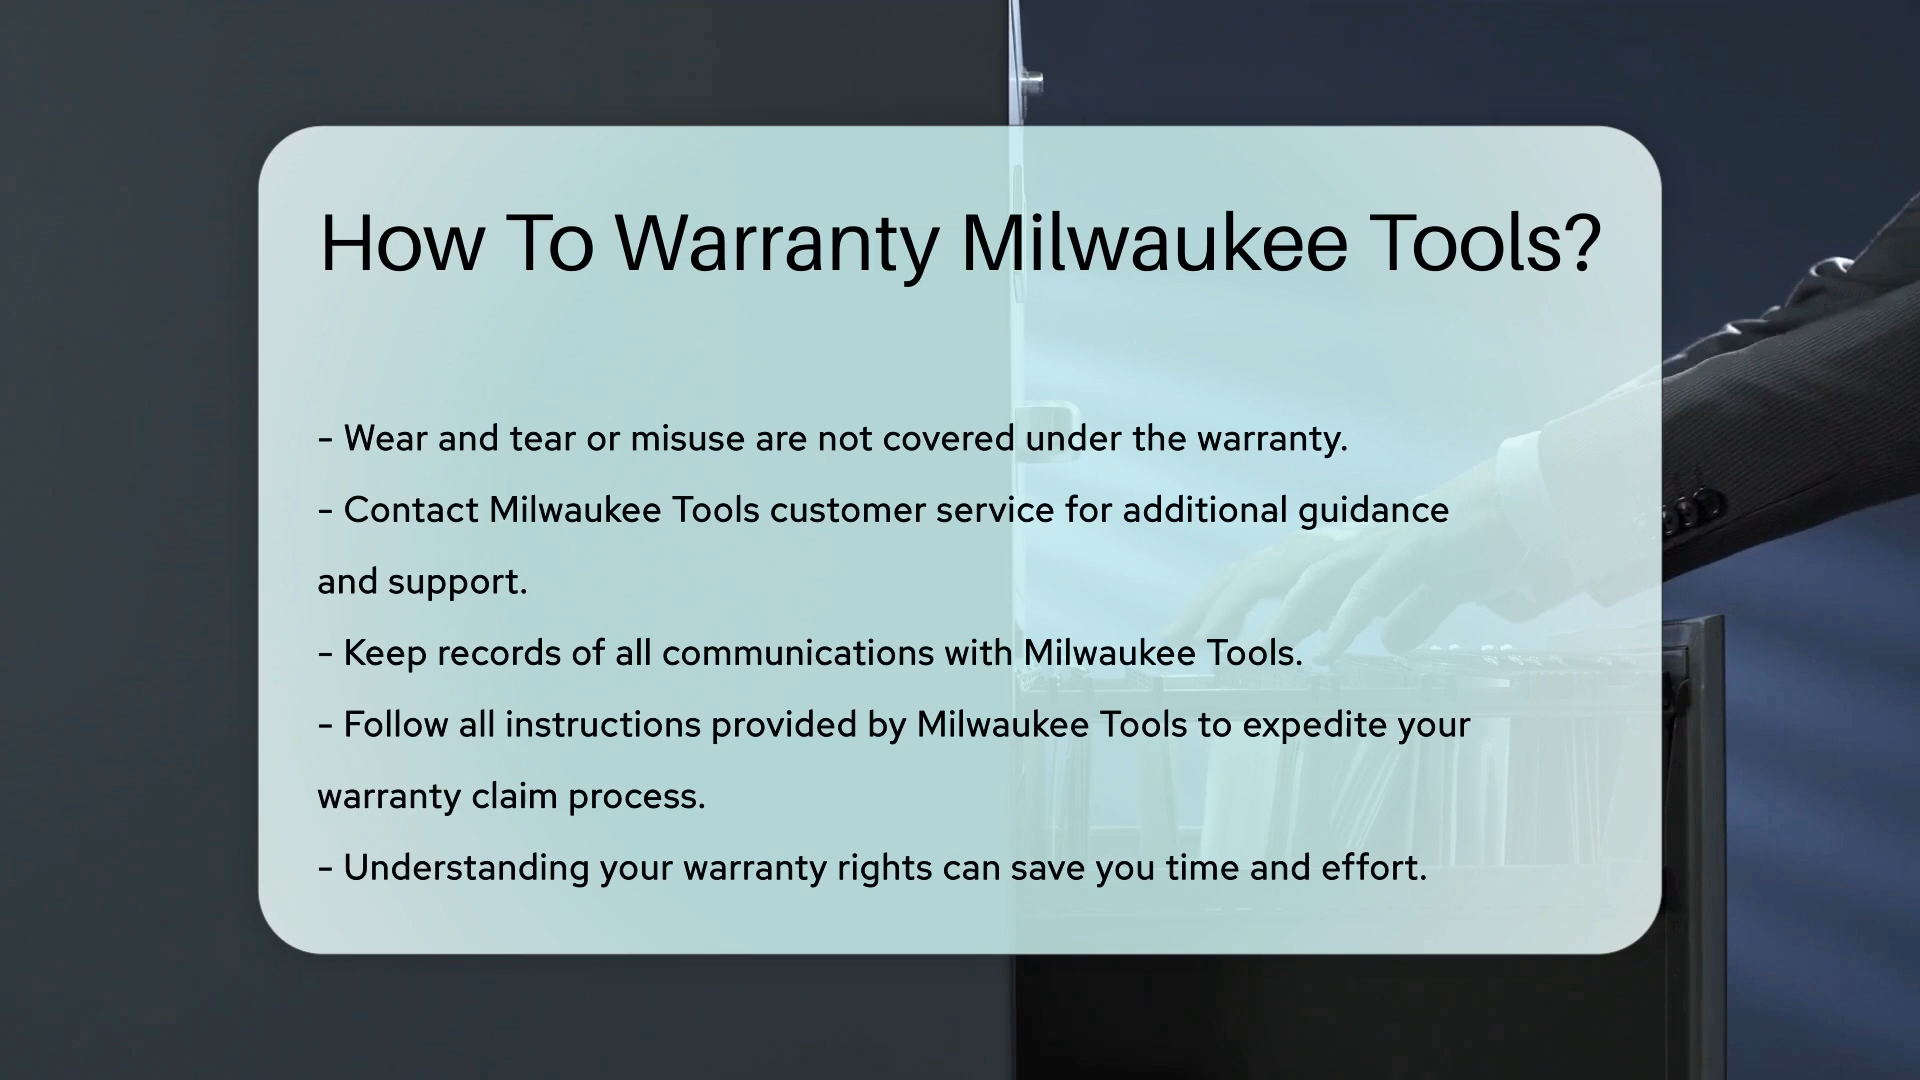 How To Warranty Milwaukee Tools?
- Wear and tear or misuse are not covered under the warranty.
- Contact Milwaukee Tools customer service for additional guidance
and support.
- Keep records of all communications with Milwaukee Tools.
- Follow all instructions provided by Milwaukee Tools to expedite your
warranty claim process.
- Understanding your warranty rights can save you time and effort.